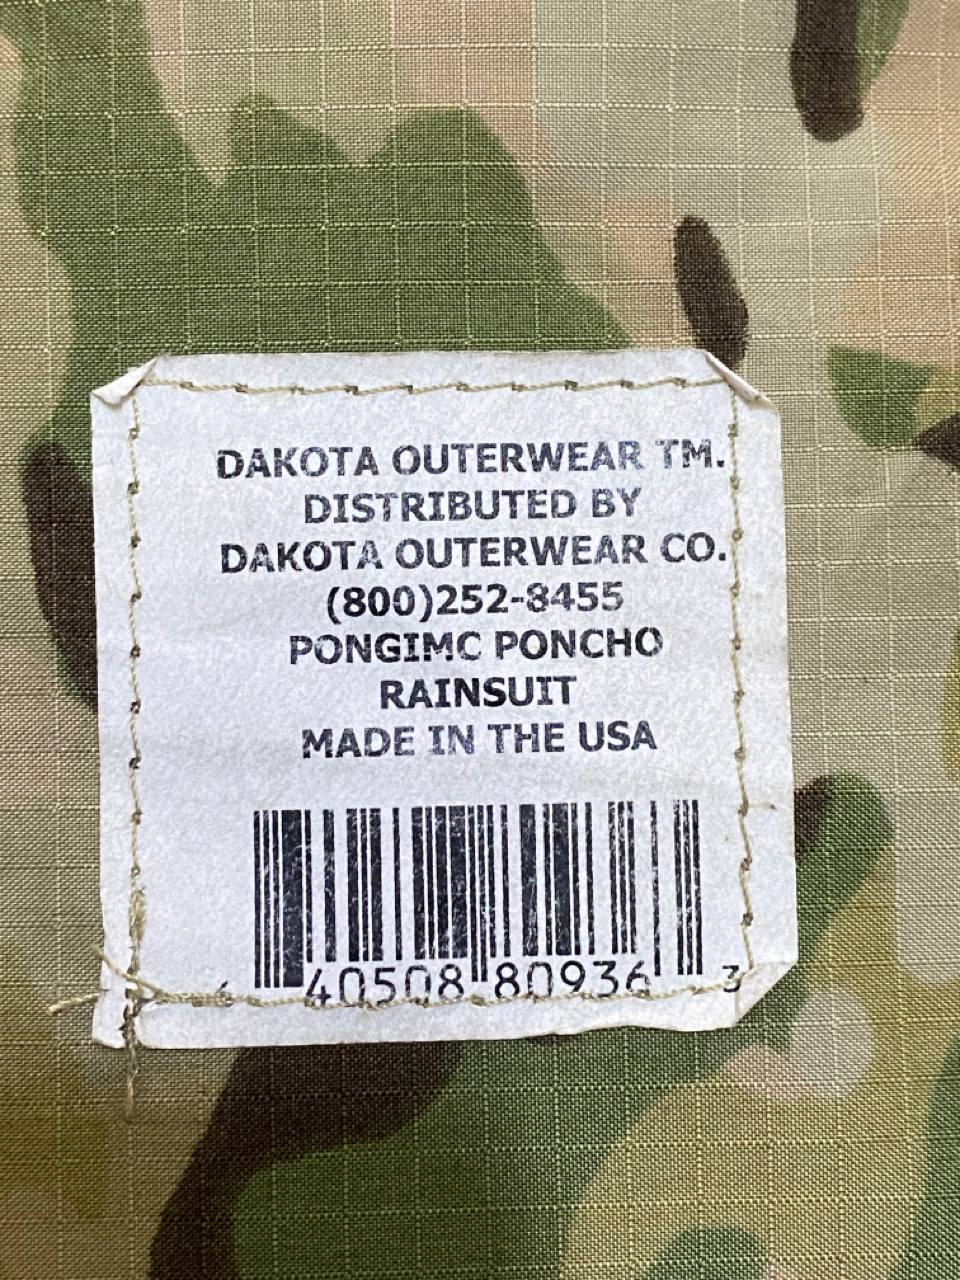 DAKOTA OUTERWEAR TM.
DISTRIBUTED BY
DAKOTA OUTERWEAR CO.
(800)252-8455
PONGIMC PONCHO
RAINSUIT
MADE IN THE USA
6 40508 80936 3